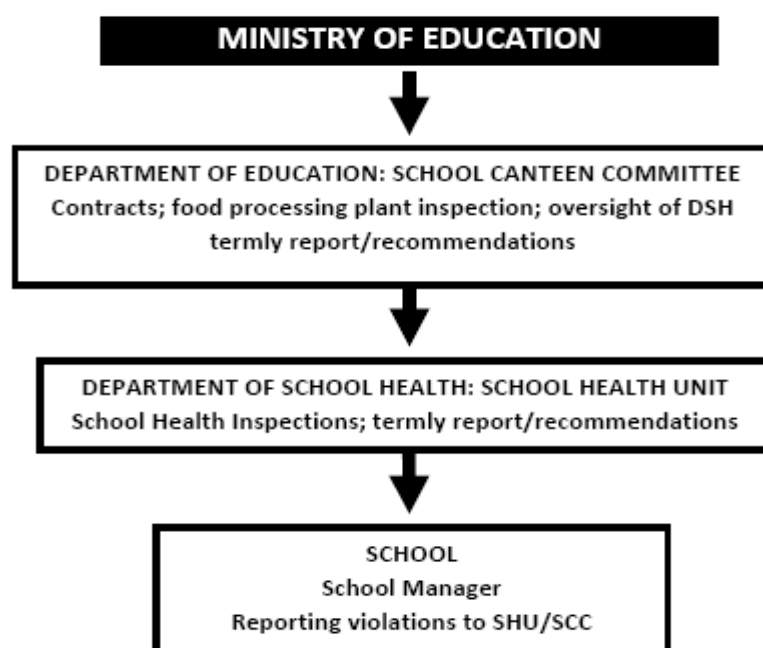 MINISTRY OF EDUCATION
DEPARTMENT OF EDUCATION: SCHOOL CANTEEN COMMITTEE
Contracts; food processing plant inspection; oversight of DSH
termly report/recommendations
DEPARTMENT OF SCHOOL HEALTH: SCHOOL HEALTH UNIT
School Health Inspections; termly report/recommendations
SCHOOL
School Manager
Reporting violations to SHU/SCC